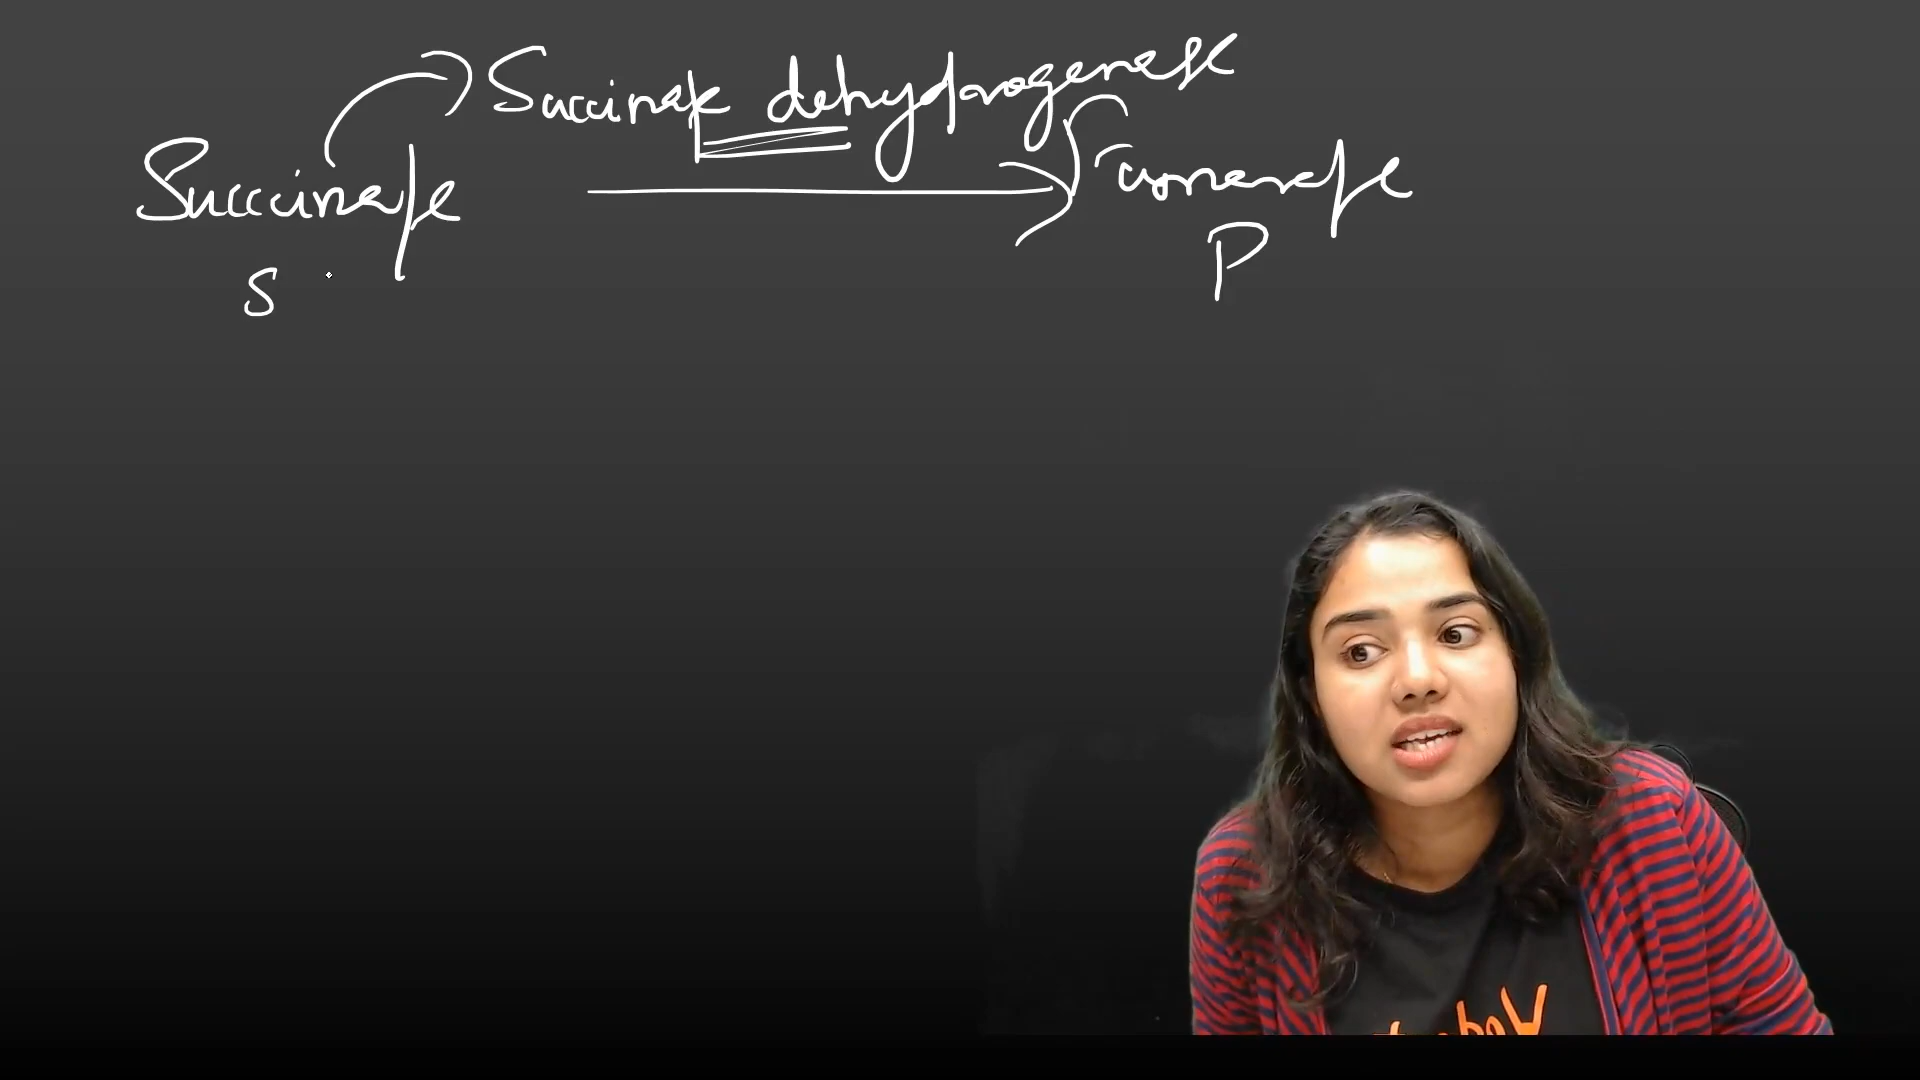 Succinate dehydrogenase
Succinate
Fumarate
S
P